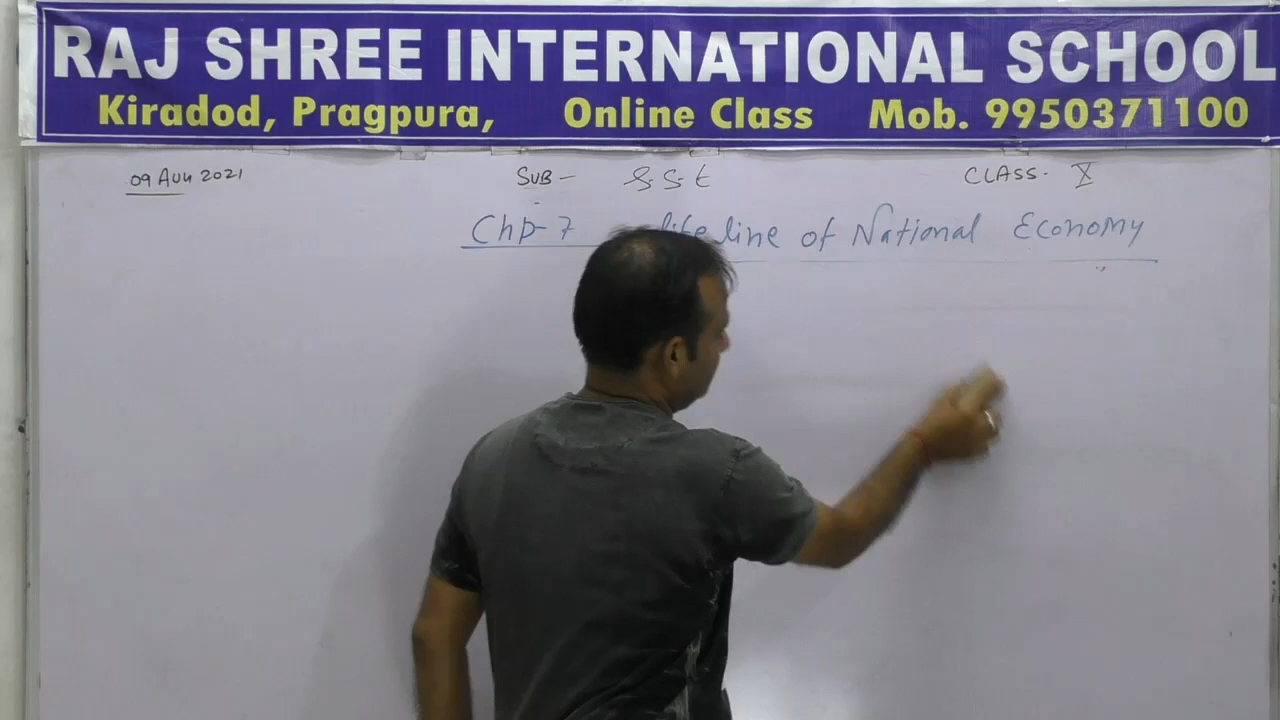 RAJ SHREE INTERNATIONAL SCHOOL
Kiradod, Pragpura, Online Class Mob. 9950371100
09 AUG 2021 SUB - S.S.t CLASS. X
Chp-7 lifeline of National Economy